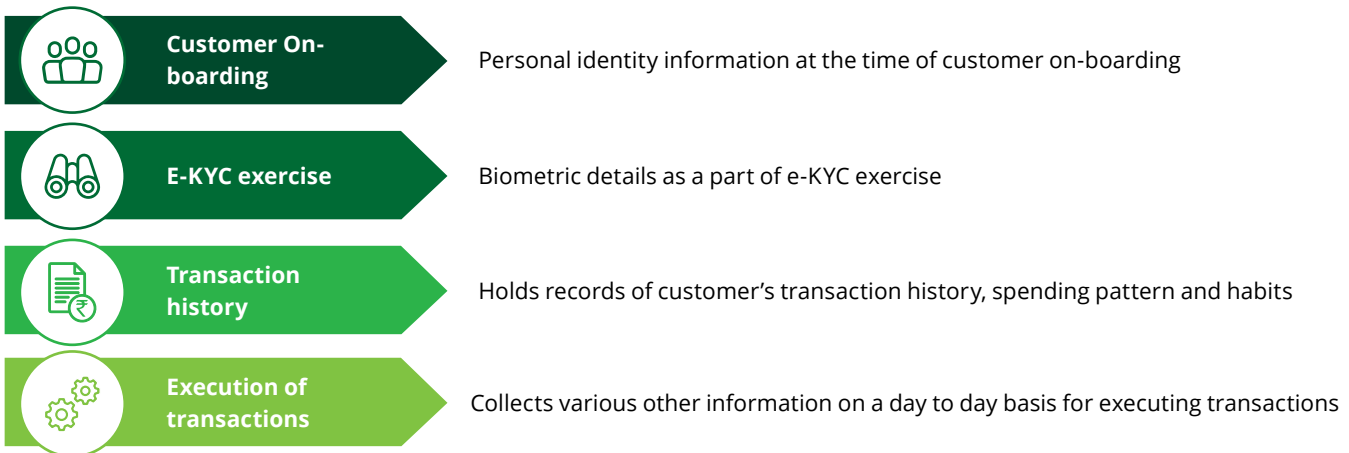 Customer On-
boarding
Personal identity information at the time of customer on-boarding
E-KYC exercise
Biometric details as a part of e-KYC exercise
Transaction
history
₹
Holds records of customer’s transaction history, spending pattern and habits
Execution of
transactions
Collects various other information on a day to day basis for executing transactions